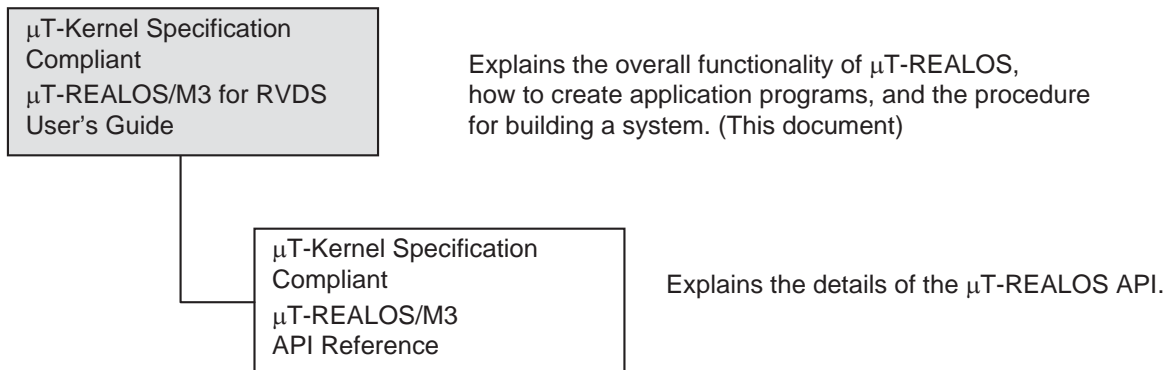 μT-Kernel Specification
Compliant
μT-REALOS/M3 for RVDS
User's Guide
Explains the overall functionality of μT-REALOS,
how to create application programs, and the procedure
for building a system. (This document)
μT-Kernel Specification
Compliant
μT-REALOS/M3
API Reference
Explains the details of the μT-REALOS API.